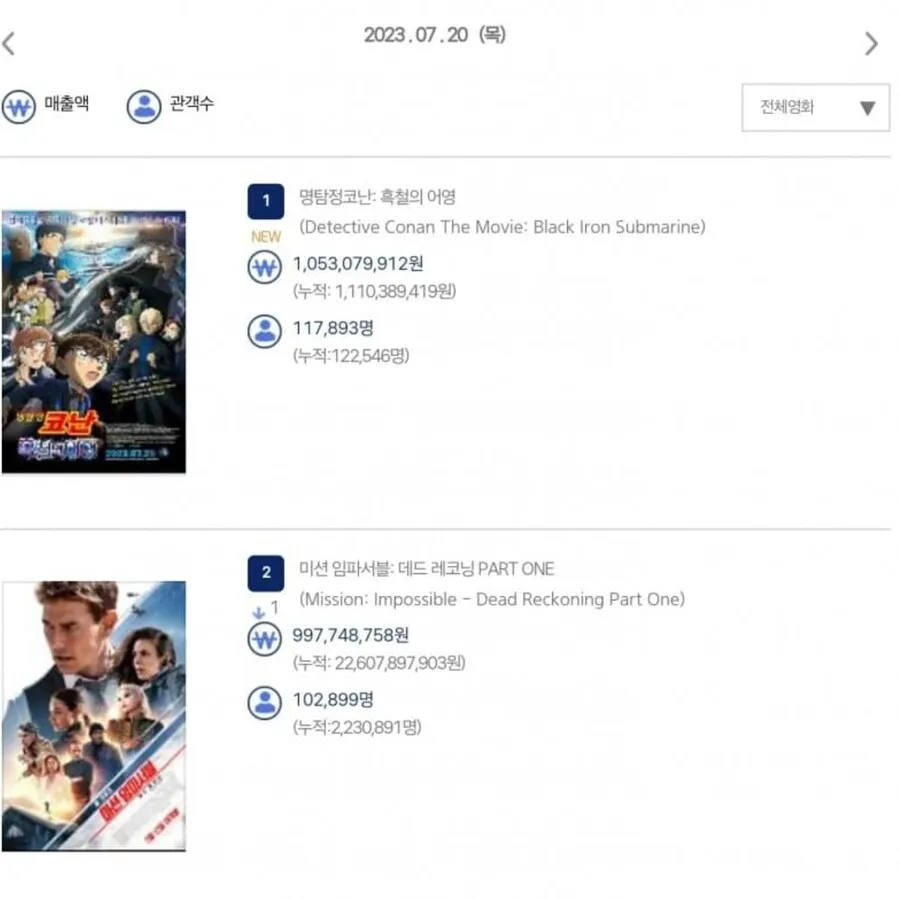 2023.07.20 (목)
매출액
관객수
전체영화
1
명탐정코난: 흑철의 어영
NEW
(Detective Conan The Movie: Black Iron Submarine)
1,053,079,912원
(누적: 1,110,389,419원)
117,893명
(누적:122,546명)
코난
2
미션 임파서블: 데드 레코닝 PART ONE
1
(Mission: Impossible - Dead Reckoning Part One)
997,748,758원
(누적: 22,607,897,903원)
102,899명
(누적:2,230,891명)
미션 임파서블